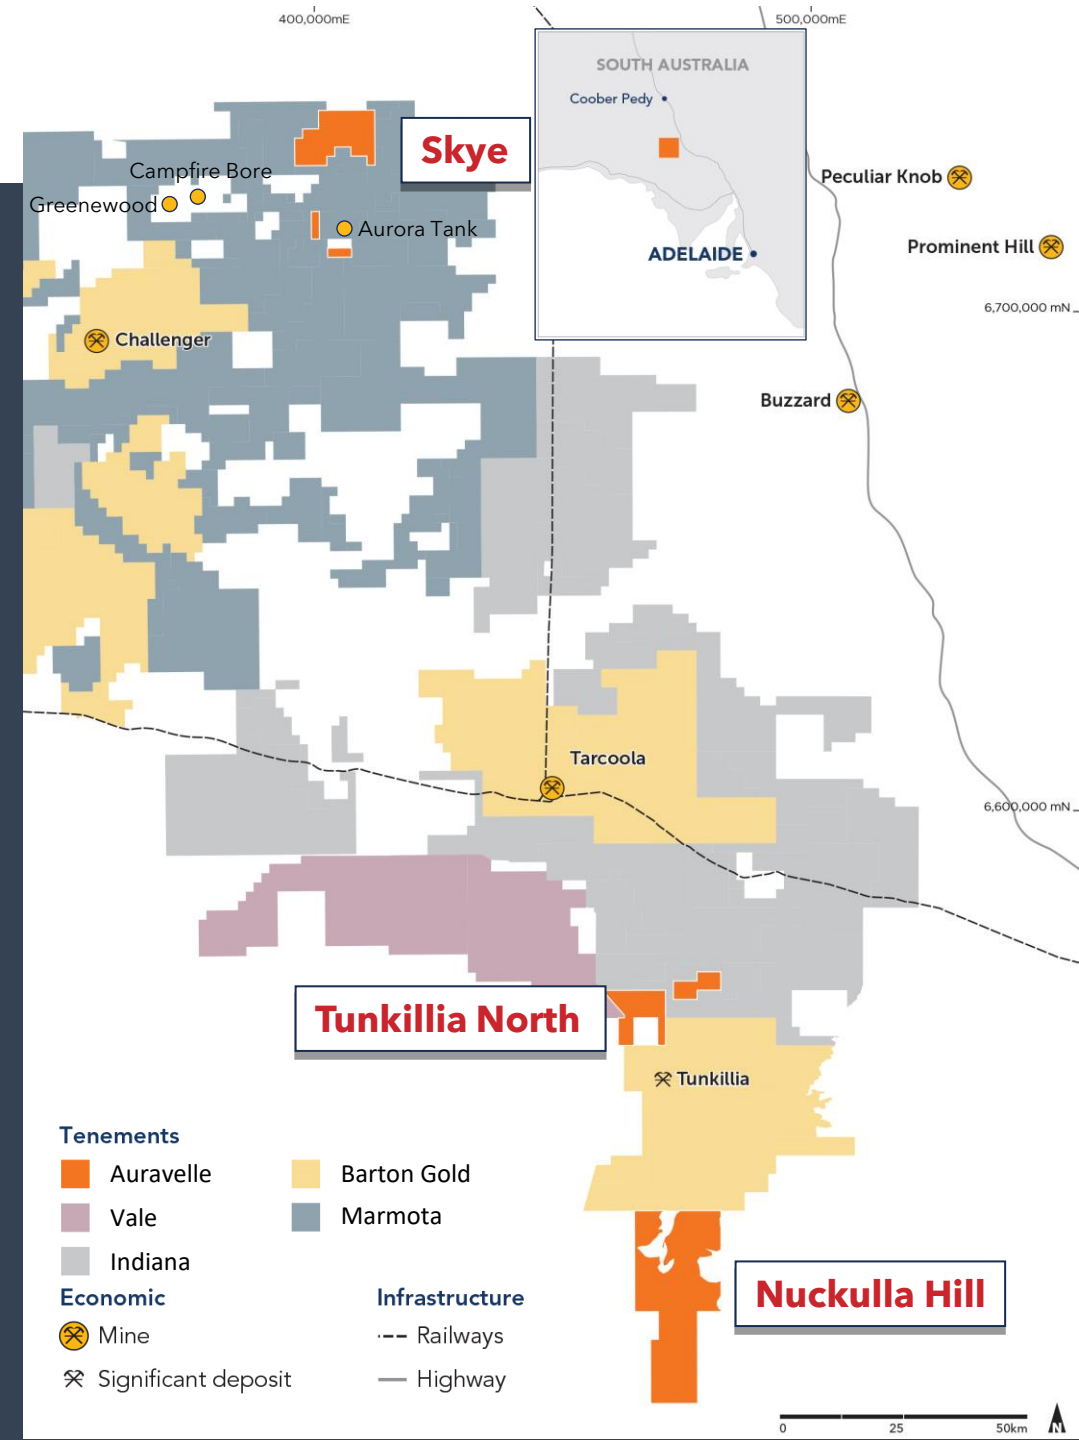 400,000mE
500,000mE
SOUTH AUSTRALIA
Coober Pedy
ADELAIDE
Skye
Campfire Bore
Greenewood
Aurora Tank
Peculiar Knob
Prominent Hill
6,700,000 mN
Challenger
Buzzard
Tarcoola
6,600,000 mN
Tunkillia North
Tunkillia
Nuckulla Hill
Tenements
Auravelle
Barton Gold
Vale
Marmota
Indiana
Economic
Mine
Significant deposit
Infrastructure
Railways
Highway
0 25 50km
N